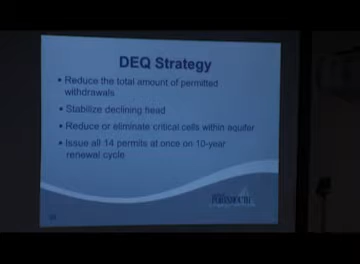 DEQ Strategy
▪ Reduce the total amount of permitted
withdrawals
▪ Stabilize declining head
▪ Reduce or eliminate critical cells within aquifer
▪ Issue all 14 permits at once on 10-year
renewal cycle